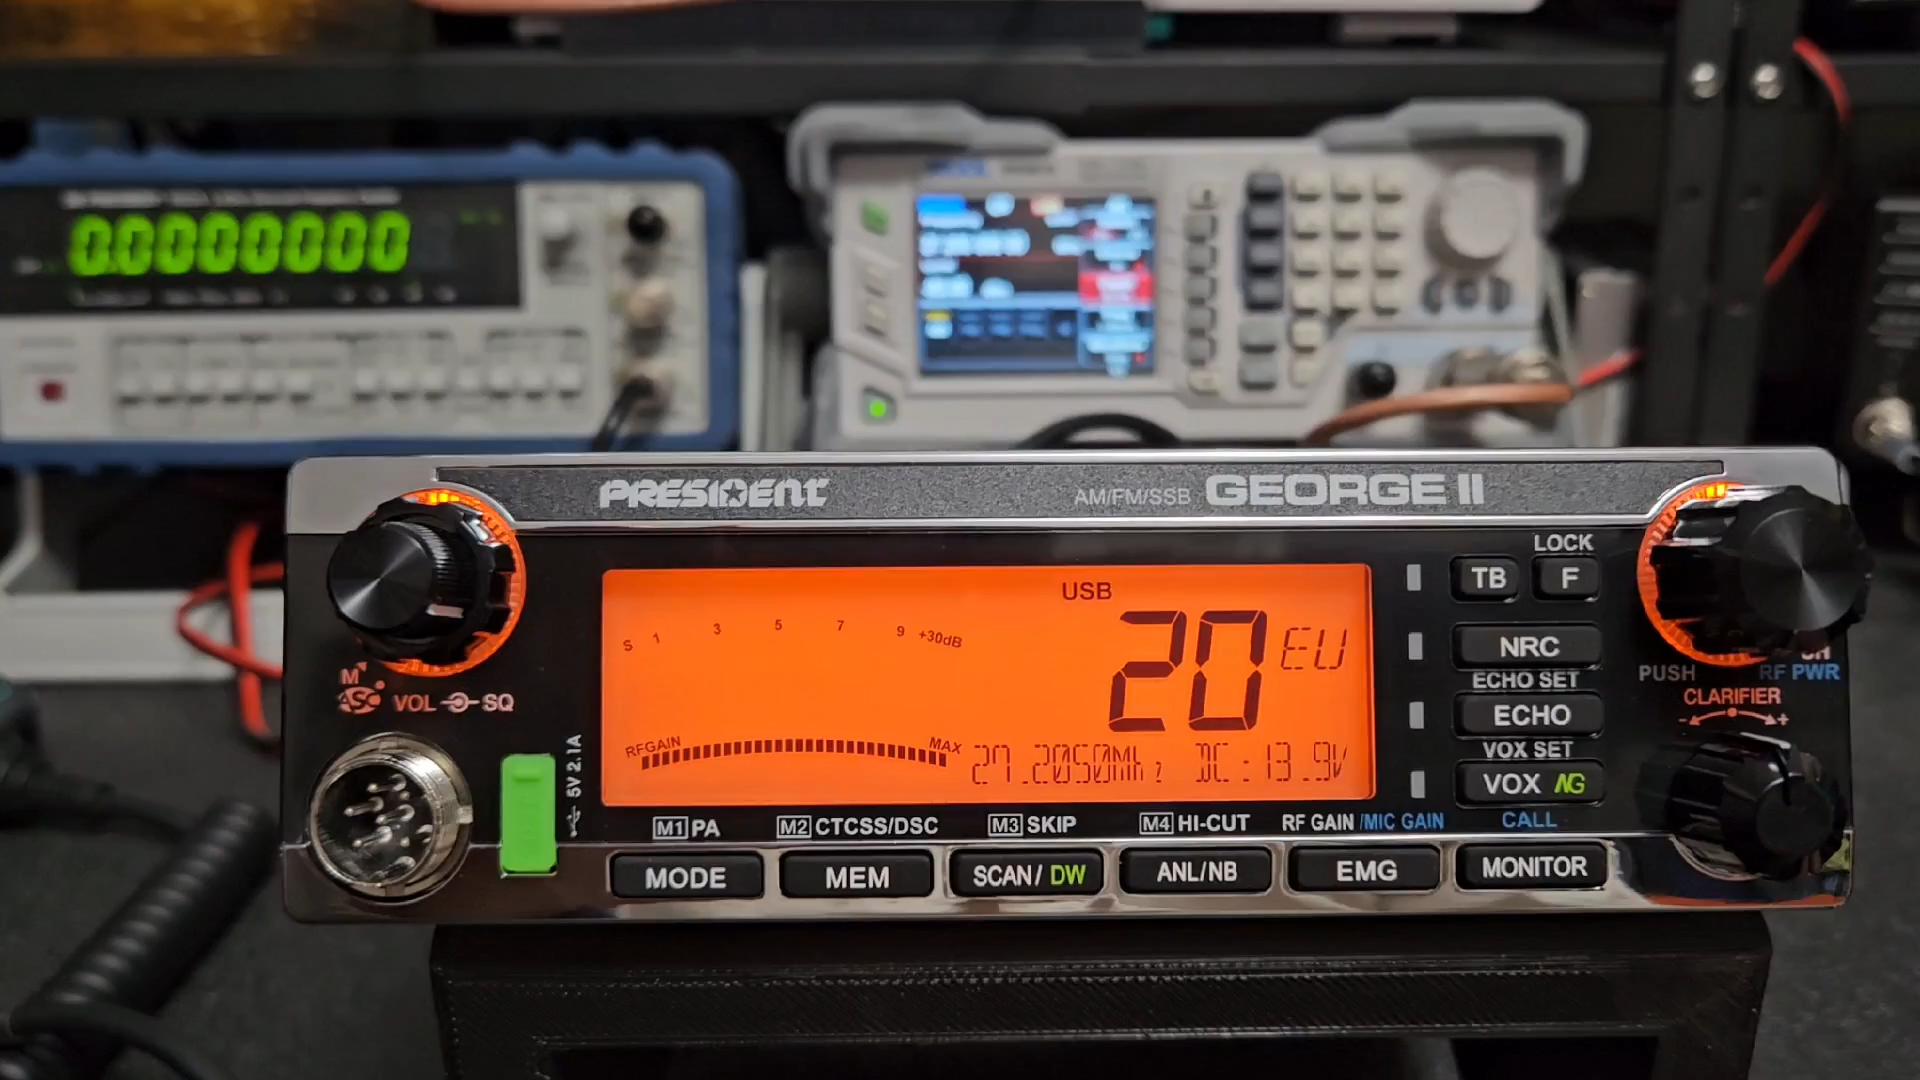 0.0000000
PRESIDENT
AM/FM/SSB GEORGE II
LOCK
TB F
USB
20 EU
S 1 3 5 7 9 +30dB
NRC
ECHO SET
PUSH RF PWR
CLARIFIER
- +
M
ASC VOL SQ
ECHO
VOX SET
5V 2.1A
RFGAIN MAX 27.2050MHz DC:13.9V
VOX NG
CALL
M1 PA M2 CTCSS/DSC M3 SKIP M4 HI-CUT RF GAIN /MIC GAIN
MODE MEM SCAN/ DW ANL/NB EMG MONITOR